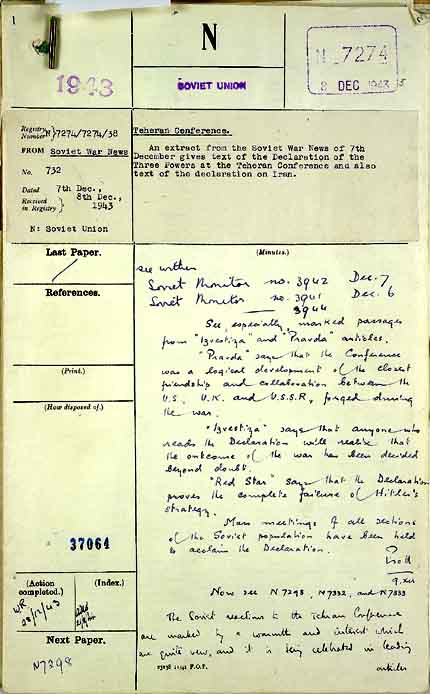 1
N
N 7274
8 DEC 1943
1943
SOVIET UNION
Registry
Number} N7274/7274/38
FROM Soviet War News
No. 732
Dated 7th Dec.,
Received
in Registry} 8th Dec.,
1943
N: Soviet Union
Teheran Conference.
An extract from the Soviet War News of 7th
December gives text of the Declaration of the
Three Powers at the Teheran Conference and also
text of the declaration on Iran.
Last Paper.
References.
(Print.)
(How disposed of.)
37064
(Action
completed.)
(Index.)
WR
28/12/43
Next Paper.
N7298
(Minutes.)
see within
Soviet Monitor no. 3942 Dec. 7
Soviet Monitor no. 3941 Dec. 6
3944
See, especially, marked passages
from "Izvestiya" and "Pravda" articles.
"Pravda" says that the Conference
was a logical development of the closest
friendship and collaboration between the
U.S., U.K. and U.S.S.R, forged during
the war.
"Izvestiya" says that anyone who
reads the Declaration will realize that
the outcome of the war has been decided
beyond doubt.
"Red Star" says that the Declaration
proves the complete failure of Hitler's
strategy.
Mass meetings of all sections
of the Soviet population have been held
to acclaim the Declaration.
9.xii
Now see N 7298, N7332, and N7333
The Soviet reactions to the Tehran Conference
are marked by a warmth and interest which
are quite new, and it is being celebrated in leading
articles
F.O.P.